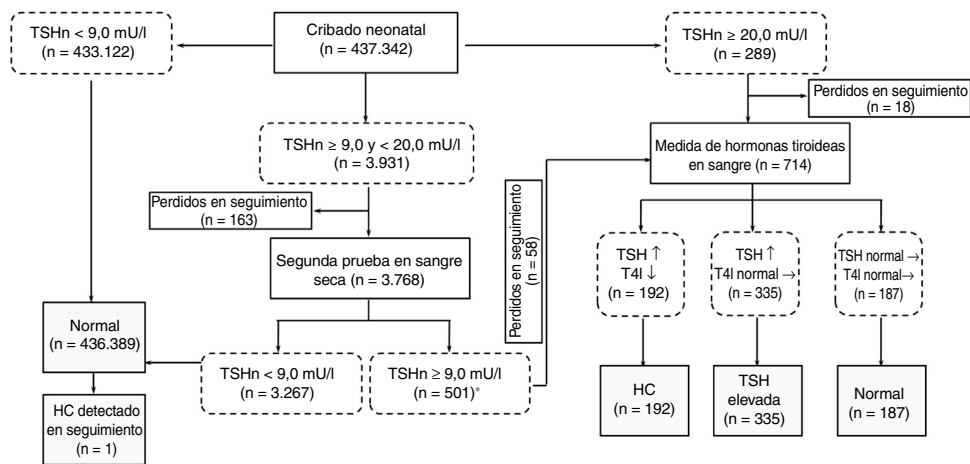 TSHn < 9,0 mU/l
(n = 433.122)
Cribado neonatal
(n = 437.342)
TSHn ≥ 20,0 mU/l
(n = 289)
Perdidos en seguimiento
(n = 18)
TSHn ≥ 9,0 y < 20,0 mU/l
(n = 3.931)
Medida de hormonas tiroideas
en sangre (n = 714)
Perdidos en seguimiento
(n = 163)
Perdidos en seguimiento
(n = 58)
Segunda prueba en sangre
seca (n = 3.768)
TSH ↑
T4l ↓
(n = 192)
TSH ↑
T4l normal →
(n = 335)
TSH normal →
T4l normal→
(n = 187)
Normal
(n = 436.389)
TSHn < 9,0 mU/l
(n = 3.267)
TSHn ≥ 9,0 mU/l
(n = 501)*
HC
(n = 192)
TSH
elevada
(n = 335)
Normal
(n = 187)
HC detectado
en seguimiento
(n = 1)